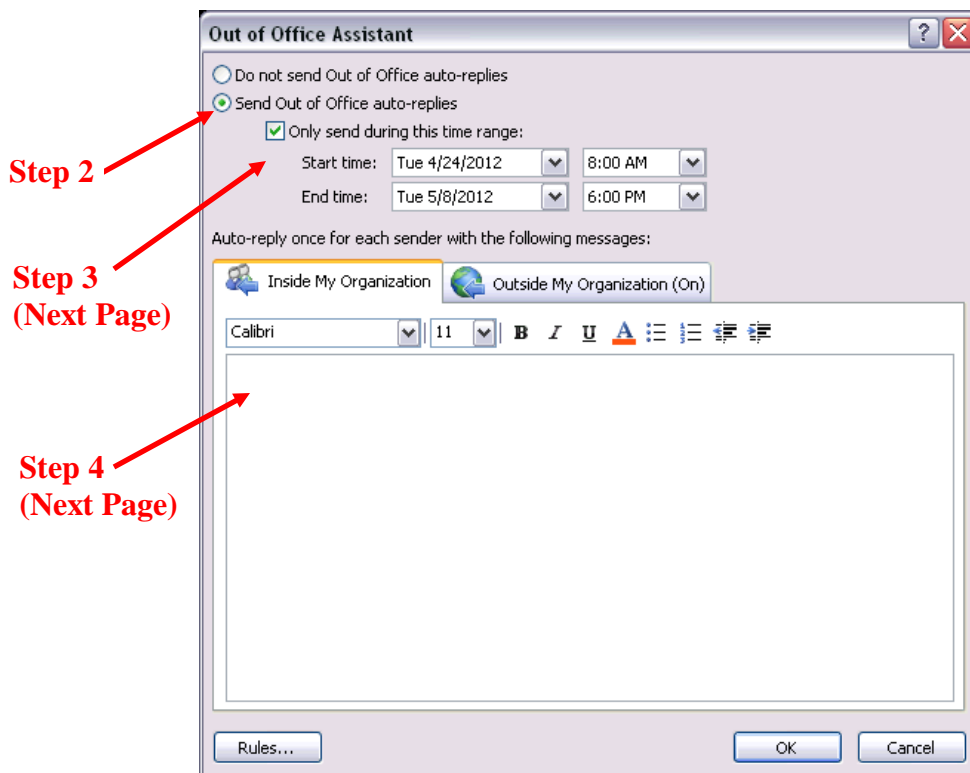 Out of Office Assistant
?
Do not send Out of Office auto-replies
Send Out of Office auto-replies
Only send during this time range:
Step 2
Start time: Tue 4/24/2012 8:00 AM
End time: Tue 5/8/2012 6:00 PM
Auto-reply once for each sender with the following messages:
Step 3
(Next Page)
Inside My Organization Outside My Organization (On)
Calibri 11 B I U A
Step 4
(Next Page)
Rules... OK Cancel